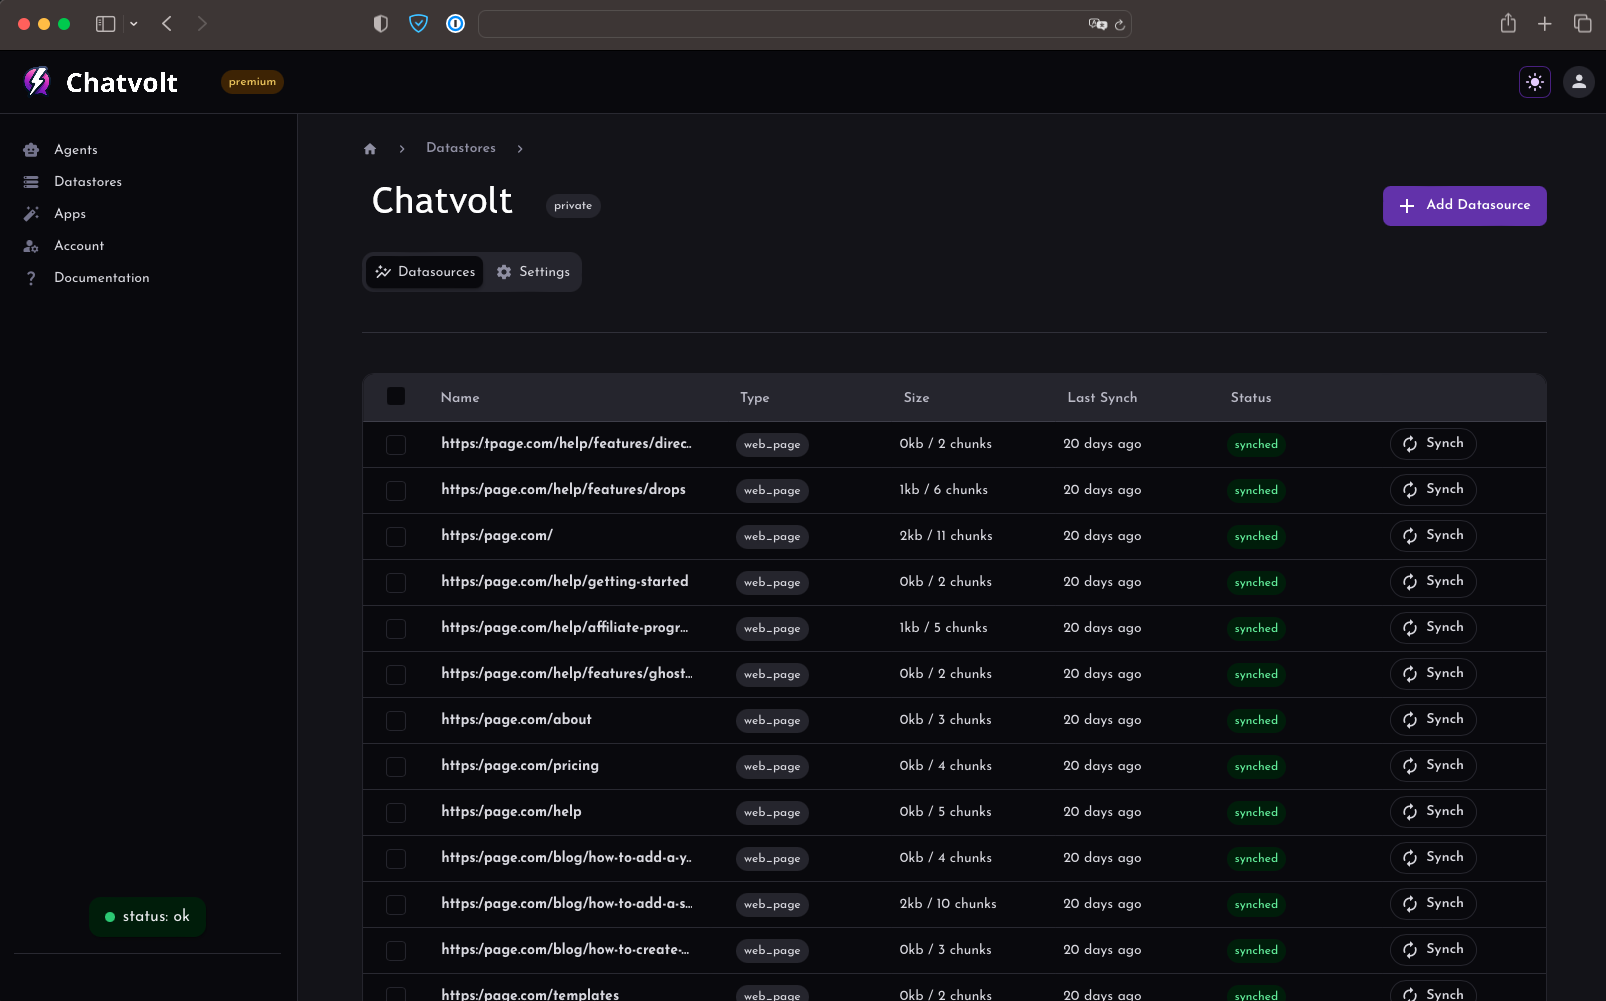 Chatvolt premium
Agents
Datastores
Apps
Account
Documentation
status: ok
Datastores
Chatvolt private
Add Datasource
Datasources Settings
Name Type Size Last Synch Status
https:/tpage.com/help/features/direc.. web_page 0kb / 2 chunks 20 days ago synched Synch
https:/page.com/help/features/drops web_page 1kb / 6 chunks 20 days ago synched Synch
https:/page.com/ web_page 2kb / 11 chunks 20 days ago synched Synch
https:/page.com/help/getting-started web_page 0kb / 2 chunks 20 days ago synched Synch
https:/page.com/help/affiliate-progr... web_page 1kb / 5 chunks 20 days ago synched Synch
https:/page.com/help/features/ghost... web_page 0kb / 2 chunks 20 days ago synched Synch
https:/page.com/about web_page 0kb / 3 chunks 20 days ago synched Synch
https:/page.com/pricing web_page 0kb / 4 chunks 20 days ago synched Synch
https:/page.com/help web_page 0kb / 5 chunks 20 days ago synched Synch
https:/page.com/blog/how-to-add-a-y.. web_page 0kb / 4 chunks 20 days ago synched Synch
https:/page.com/blog/how-to-add-a-s... web_page 2kb / 10 chunks 20 days ago synched Synch
https:/page.com/blog/how-to-create-... web_page 0kb / 3 chunks 20 days ago synched Synch
https:/page.com/templates web_page 0kb / 2 chunks 20 days ago synched Synch